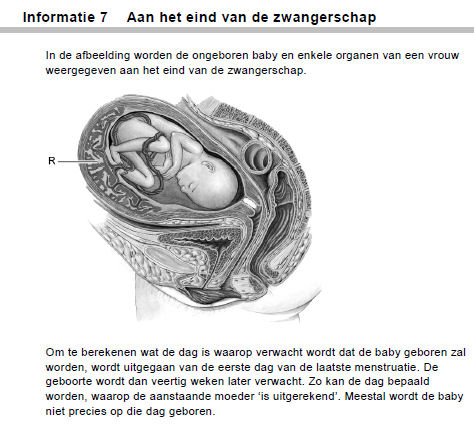 Informatie 7 Aan het eind van de zwangerschap
In de afbeelding worden de ongeboren baby en enkele organen van een vrouw
weergegeven aan het eind van de zwangerschap.
R
Om te berekenen wat de dag is waarop verwacht wordt dat de baby geboren zal
worden, wordt uitgegaan van de eerste dag van de laatste menstruatie. De
geboorte wordt dan veertig weken later verwacht. Zo kan de dag bepaald
worden, waarop de aanstaande moeder ‘is uitgerekend’. Meestal wordt de baby
niet precies op die dag geboren.